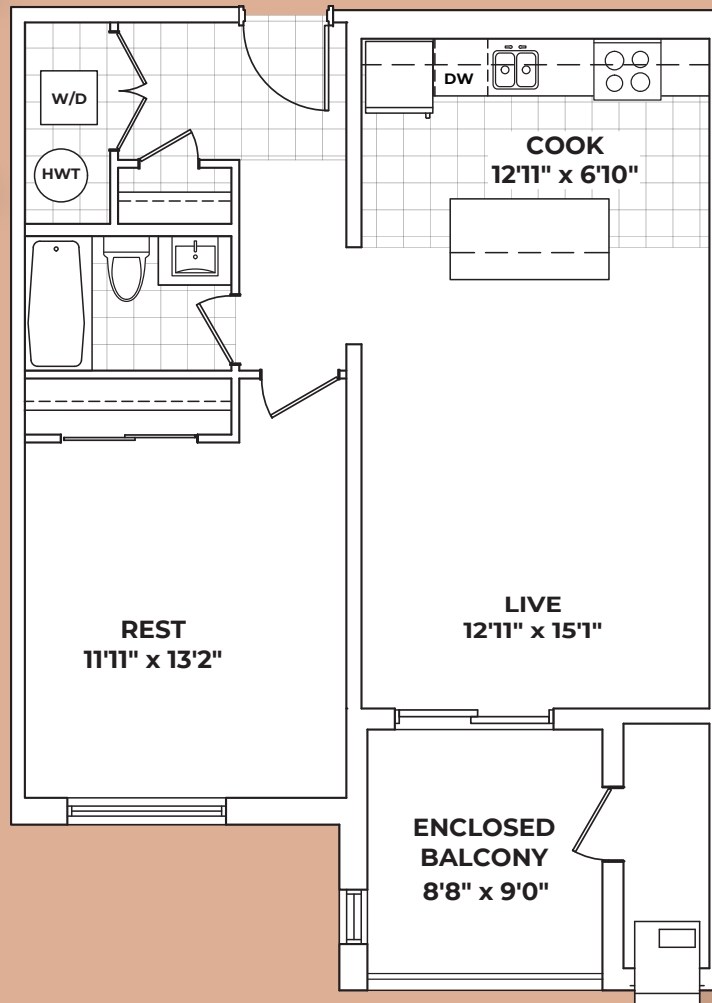 W/D
HWT
DW
COOK
12'11" x 6'10"
LIVE
12'11" x 15'1"
REST
11'11" x 13'2"
ENCLOSED
BALCONY
8'8" x 9'0"